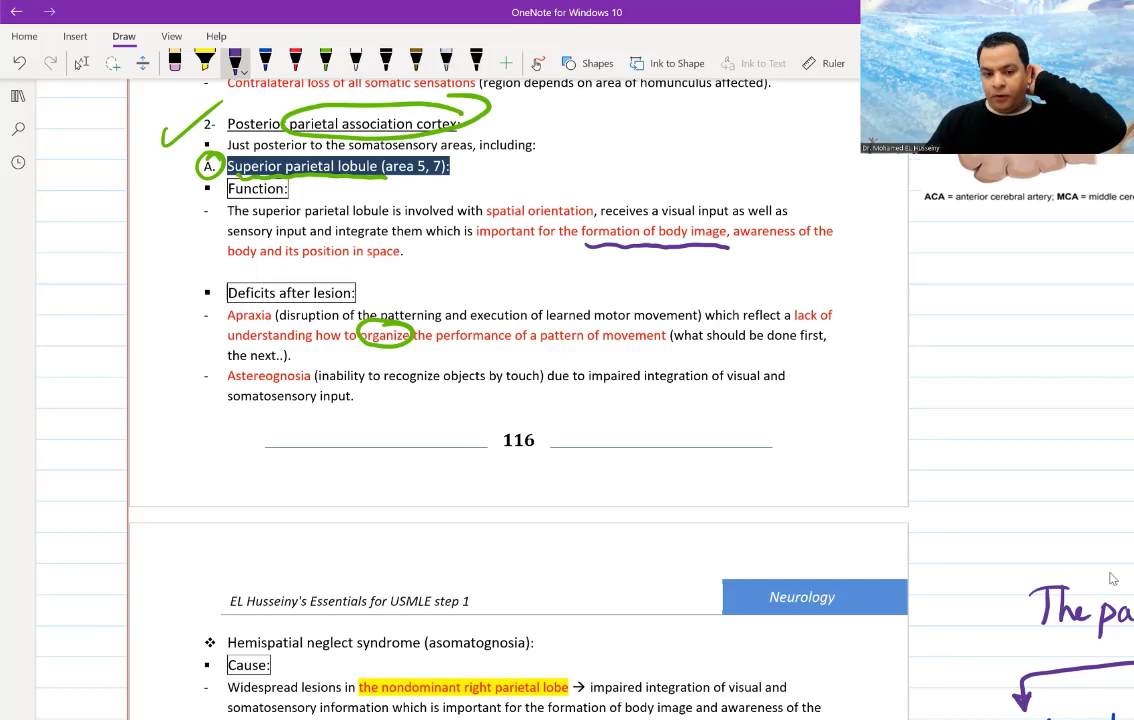 OneNote for Windows 10
Home Insert Draw View Help
Shapes Ink to Shape Ink to Text Ruler
Contralateral loss of all somatic sensations (region depends on area of homunculus affected).
2- Posterior parietal association cortex:
Just posterior to the somatosensory areas, including:
A. Superior parietal lobule (area 5, 7):
Function:
- The superior parietal lobule is involved with spatial orientation, receives a visual input as well as
sensory input and integrate them which is important for the formation of body image, awareness of the
body and its position in space.
Deficits after lesion:
- Apraxia (disruption of the patterning and execution of learned motor movement) which reflect a lack of
understanding how to organize the performance of a pattern of movement (what should be done first,
the next..).
- Astereognosia (inability to recognize objects by touch) due to impaired integration of visual and
somatosensory input.
116
EL Husseiny's Essentials for USMLE step 1
Neurology
❖ Hemispatial neglect syndrome (asomatognosia):
Cause:
- Widespread lesions in the nondominant right parietal lobe → impaired integration of visual and
somatosensory information which is important for the formation of body image and awareness of the
Dr. Mohamed EL Husseiny
ACA = anterior cerebral artery; MCA = middle cere
The pa